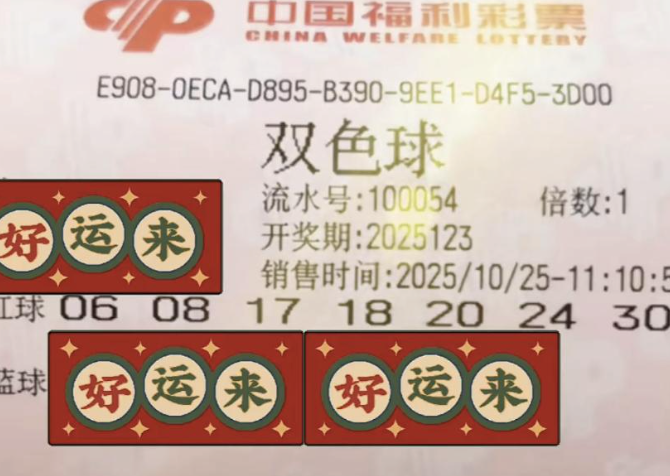 中国福利彩票
CHINA WELFARE LOTTERY
E908-0ECA-D895-B390-9EE1-D4F5-3D00
双色球
流水号:100054 倍数:1
开奖期:2025123
销售时间:2025/10/25-11:10:5
好运来
红球 06 08 17 18 20 24 30
蓝球
好运来 好运来